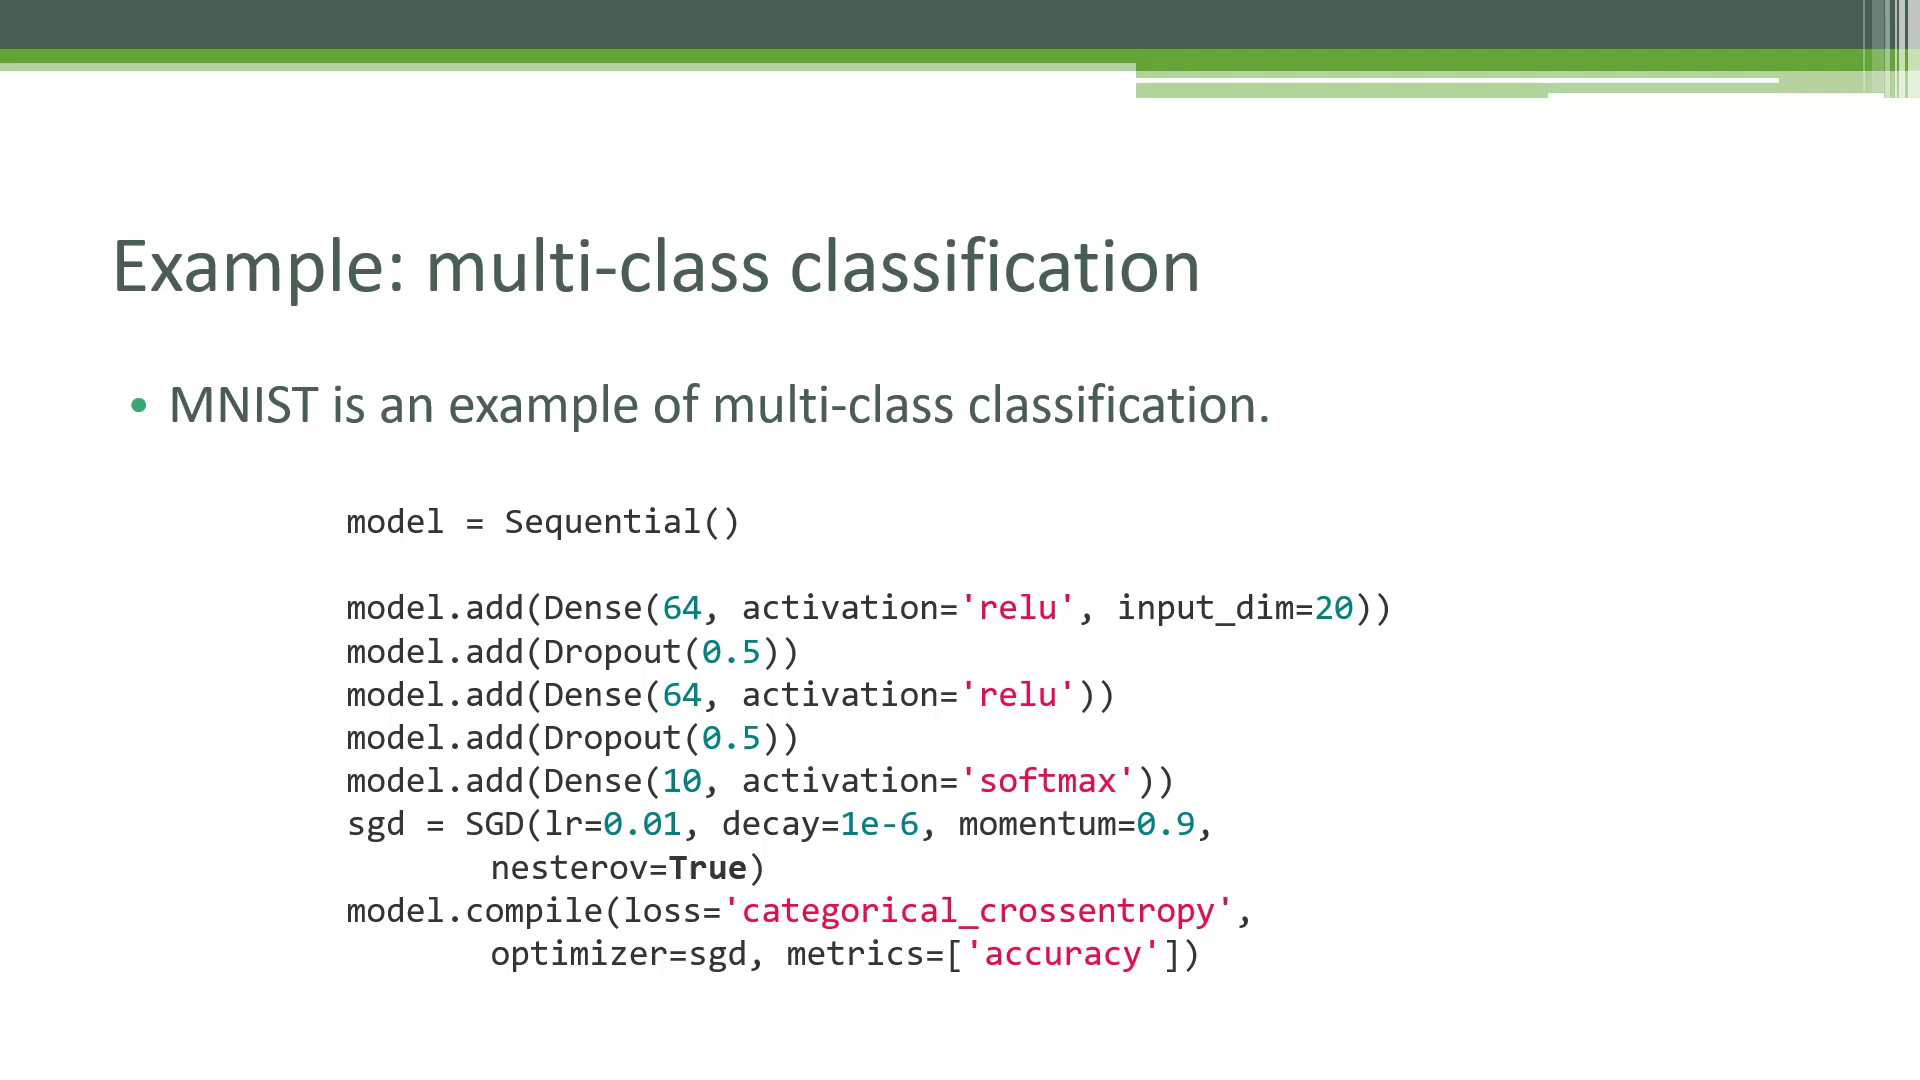 Example: multi-class classification
• MNIST is an example of multi-class classification.
model = Sequential()
model.add(Dense(64, activation='relu', input_dim=20))
model.add(Dropout(0.5))
model.add(Dense(64, activation='relu'))
model.add(Dropout(0.5))
model.add(Dense(10, activation='softmax'))
sgd = SGD(lr=0.01, decay=1e-6, momentum=0.9,
nesterov=True)
model.compile(loss='categorical_crossentropy',
optimizer=sgd, metrics=['accuracy'])